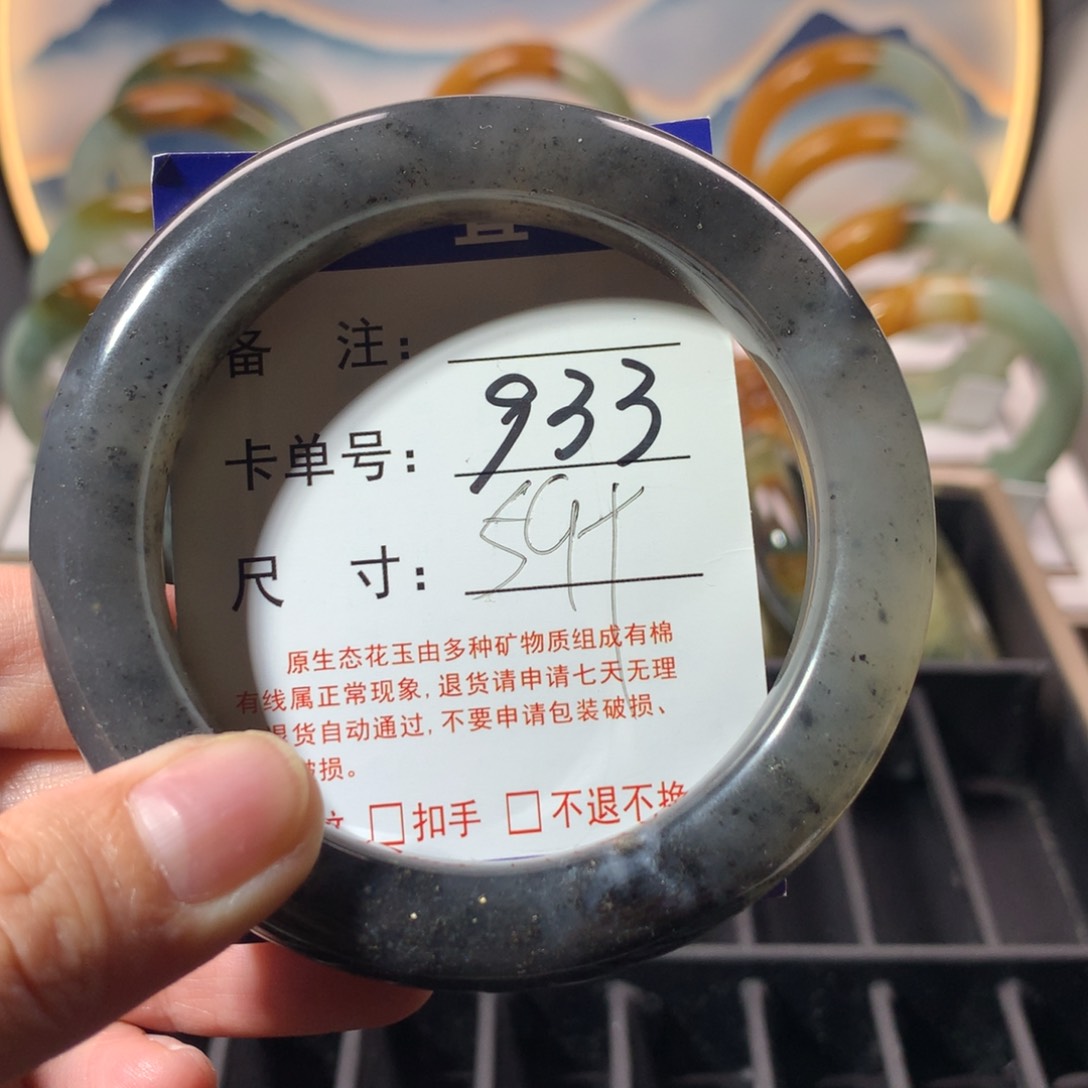 备 注：
卡单号：933
尺 寸：594
原生态花玉由多种矿物质组成有棉
有线属正常现象，退货请申请七天无理
退货自动通过，不要申请包装破损、
破损。
纹 □扣手 □不退不换